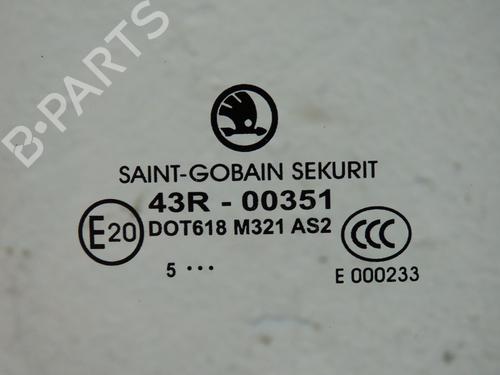 B-PARTS
SAINT-GOBAIN SEKURIT
43R - 00351
E20
DOT618 M321 AS2
CCC
5 •••
E 000233